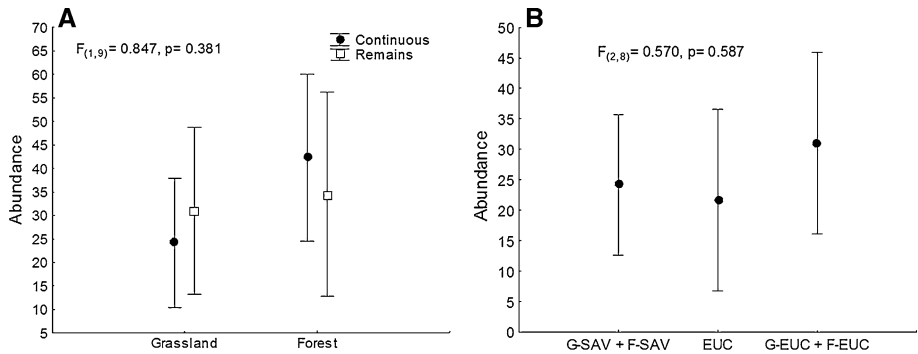 A
F(1,9)= 0.847, p= 0.381
Continuous
Remains
Abundance
70
65
60
55
50
45
40
35
30
25
20
15
10
5
Grassland Forest
B
F(2,8)= 0.570, p= 0.587
Abundance
50
45
40
35
30
25
20
15
10
5
0
G-SAV + F-SAV EUC G-EUC + F-EUC